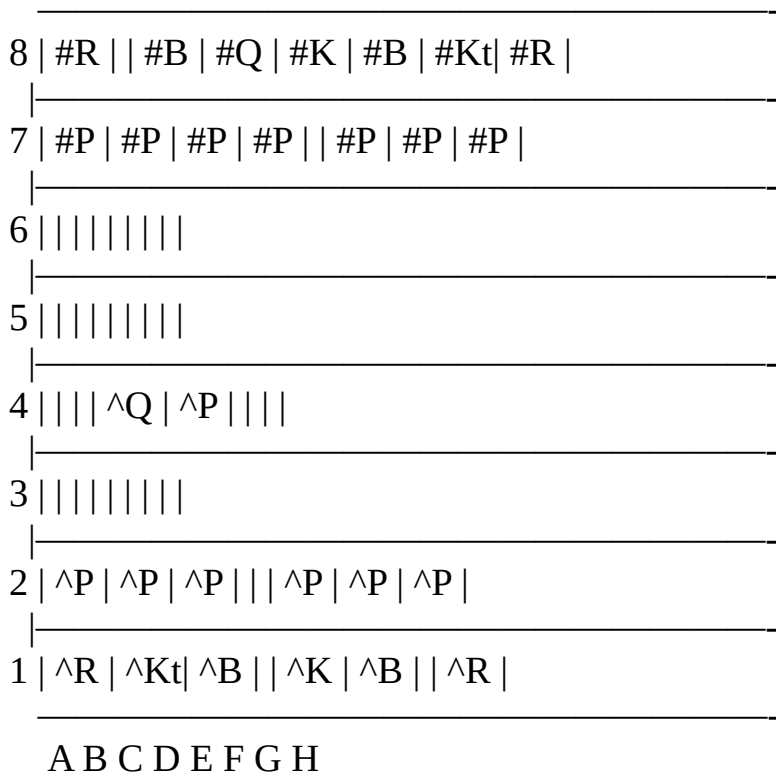 ————————————————————-
8 | #R | | #B | #Q | #K | #B | #Kt| #R |
|————————————————————-
7 | #P | #P | #P | #P | | #P | #P | #P |
|————————————————————-
6 | | | | | | | | |
|————————————————————-
5 | | | | | | | | |
|————————————————————-
4 | | | | ^Q | ^P | | | |
|————————————————————-
3 | | | | | | | | |
|————————————————————-
2 | ^P | ^P | ^P | | | ^P | ^P | ^P |
|————————————————————-
1 | ^R | ^Kt| ^B | | ^K | ^B | | ^R |
————————————————————-
A B C D E F G H